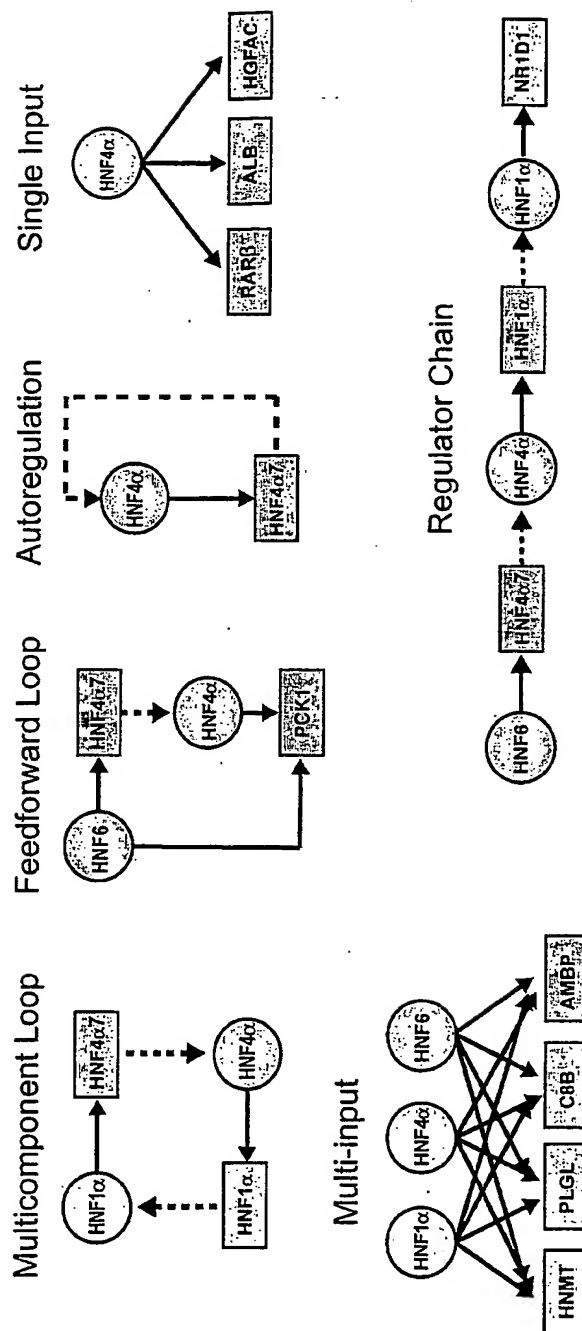 Multicomponent Loop
HNF1α
HNF4α7
HNF4α
HNF1α
Feedforward Loop
HNF6
HNF4α7
HNF4α
PCK1
Autoregulation
HNF4α
HNF4α7
Single Input
HNF4α
RARβ
ALB
HGFAC
Multi-input
HNF1α
HNF4α
HNF6
HNMT
PLGL
C8B
AMBP
Regulator Chain
HNF6
HNF4α7
HNF4α
HNF1α
HNF1α
NR1D1